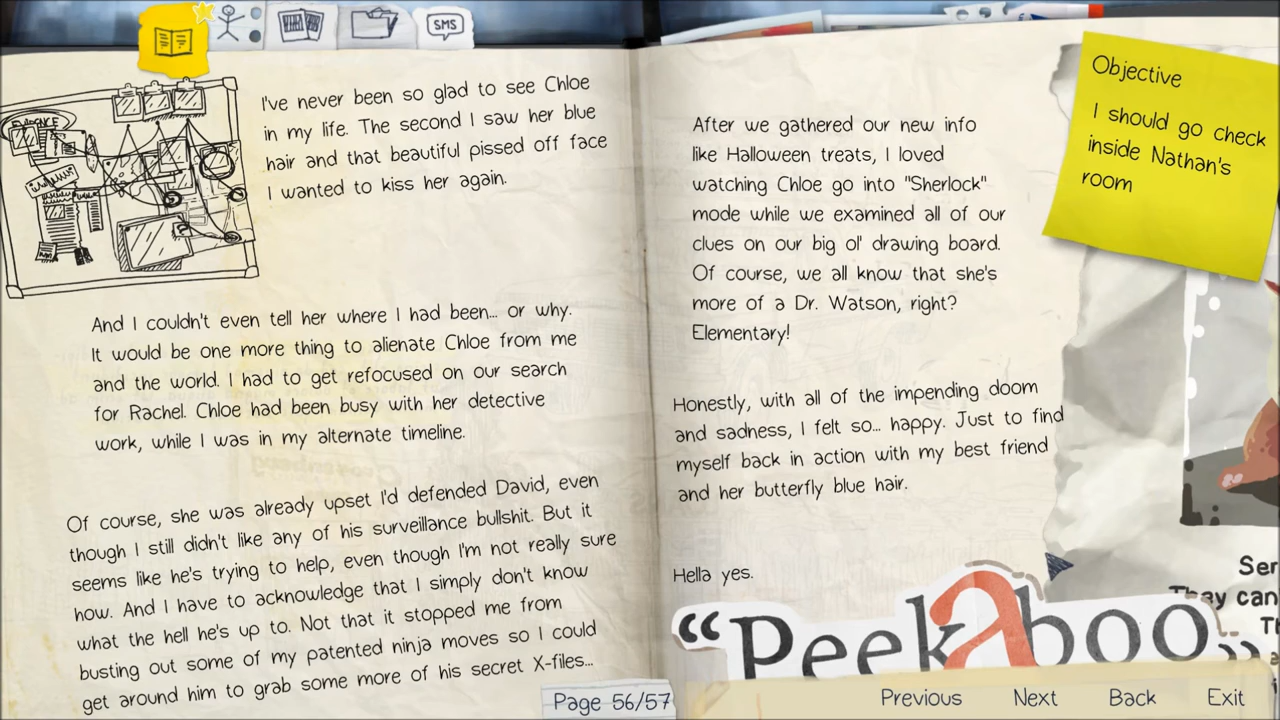 SMS
EVIDENCE
I've never been so glad to see Chloe
in my life. The second I saw her blue
hair and that beautiful pissed off face
I wanted to kiss her again.
And I couldn't even tell her where I had been... or why.
It would be one more thing to alienate Chloe from me
and the world. I had to get refocused on our search
for Rachel. Chloe had been busy with her detective
work, while I was in my alternate timeline.
Of course, she was already upset I'd defended David, even
though I still didn't like any of his surveillance bullshit. But it
seems like he's trying to help, even though I'm not really sure
how. And I have to acknowledge that I simply don't know
what the hell he's up to. Not that it stopped me from
busting out some of my patented ninja moves so I could
get around him to grab some more of his secret X-files...
Page 56/57
After we gathered our new info
like Halloween treats, I loved
watching Chloe go into "Sherlock"
mode while we examined all of our
clues on our big ol' drawing board.
Of course, we all know that she's
more of a Dr. Watson, right?
Elementary!
Honestly, with all of the impending doom
and sadness, I felt so... happy. Just to find
myself back in action with my best friend
and her butterfly blue hair.
Hella yes.
“Peekaboo”
Objective
I should go check
inside Nathan's
room
Ser
They can
Th
Previous Next Back Exit